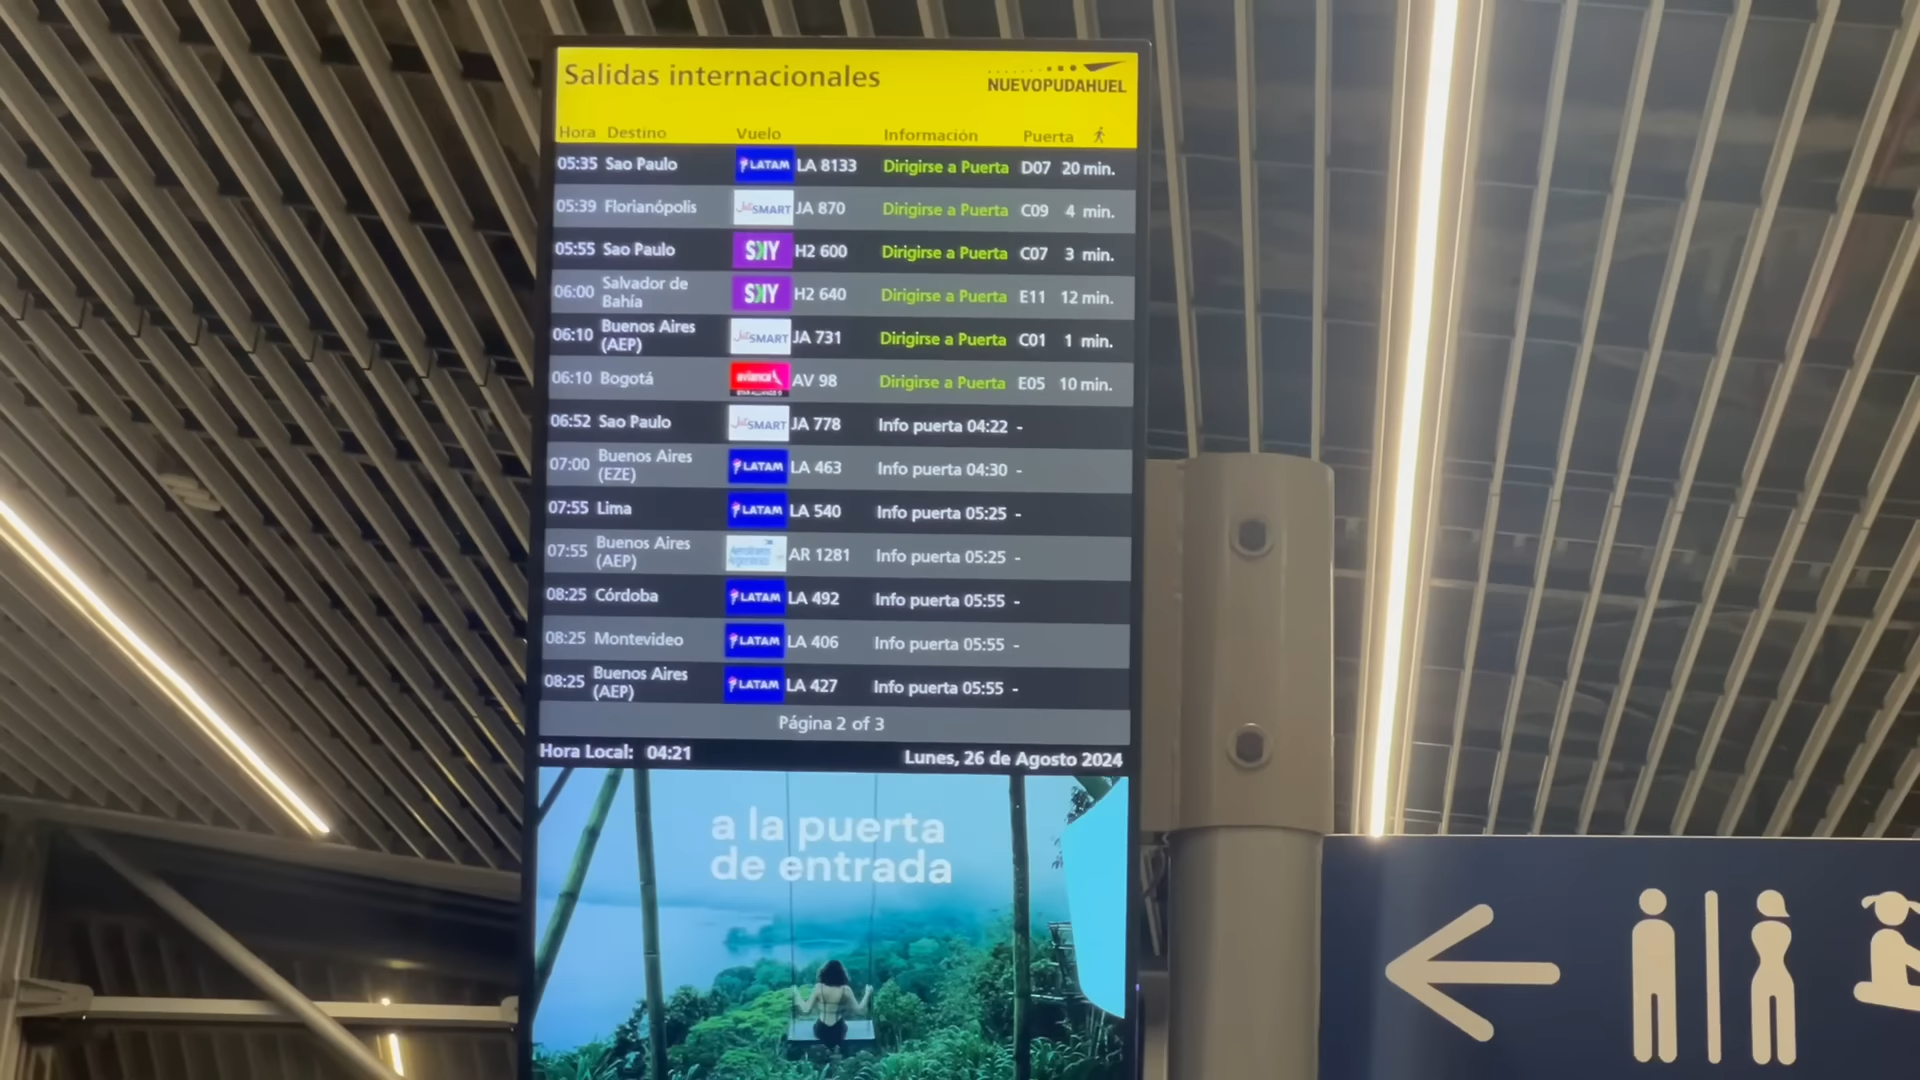 Salidas internacionales
NUEVOPUDAHUEL
Hora Destino Vuelo Información Puerta
05:35 Sao Paulo LATAM LA 8133 Dirigirse a Puerta D07 20 min.
05:39 Florianópolis JetSMART JA 870 Dirigirse a Puerta C09 4 min.
05:55 Sao Paulo SKY H2 600 Dirigirse a Puerta C07 3 min.
06:00 Salvador de Bahía SKY H2 640 Dirigirse a Puerta E11 12 min.
06:10 Buenos Aires (AEP) JetSMART JA 731 Dirigirse a Puerta C01 1 min.
06:10 Bogotá avianca AV 98 Dirigirse a Puerta E05 10 min.
06:52 Sao Paulo JetSMART JA 778 Info puerta 04:22 -
07:00 Buenos Aires (EZE) LATAM LA 463 Info puerta 04:30 -
07:55 Lima LATAM LA 540 Info puerta 05:25 -
07:55 Buenos Aires (AEP) Aerolíneas Argentinas AR 1281 Info puerta 05:25 -
08:25 Córdoba LATAM LA 492 Info puerta 05:55 -
08:25 Montevideo LATAM LA 406 Info puerta 05:55 -
08:25 Buenos Aires (AEP) LATAM LA 427 Info puerta 05:55 -
Página 2 of 3
Hora Local: 04:21 Lunes, 26 de Agosto 2024
a la puerta
de entrada